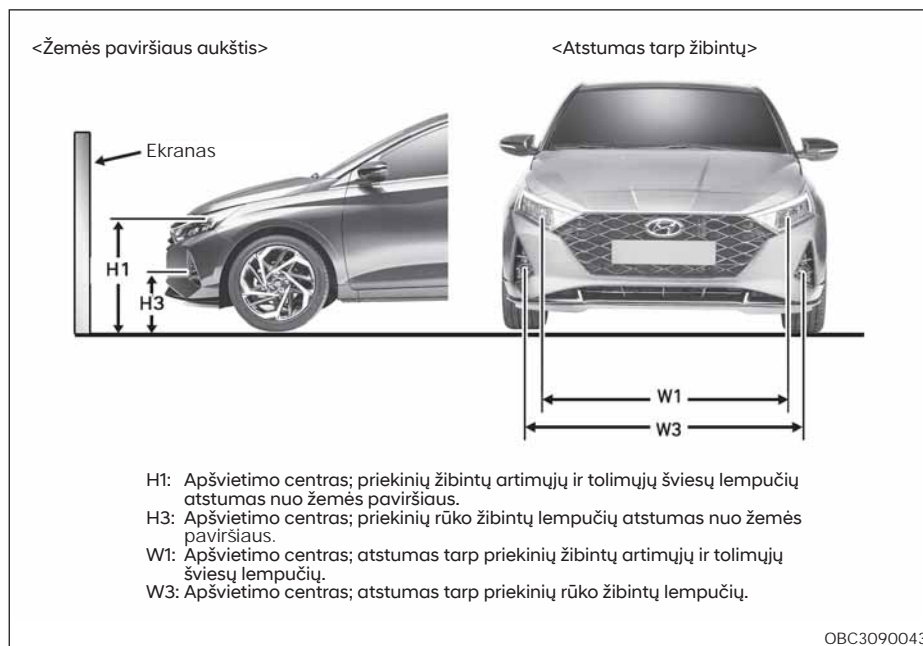 <Žemės paviršiaus aukštis>
<Atstumas tarp žibintų>
Ekranas
H1
H3
W1
W3
H1: Apšvietimo centras; priekinių žibintų artimųjų ir tolimųjų šviesų lempučių
atstumas nuo žemės paviršiaus.
H3: Apšvietimo centras; priekinių rūko žibintų lempučių atstumas nuo žemės
paviršiaus.
W1: Apšvietimo centras; atstumas tarp priekinių žibintų artimųjų ir tolimųjų
šviesų lempučių.
W3: Apšvietimo centras; atstumas tarp priekinių rūko žibintų lempučių.
OBC3090043